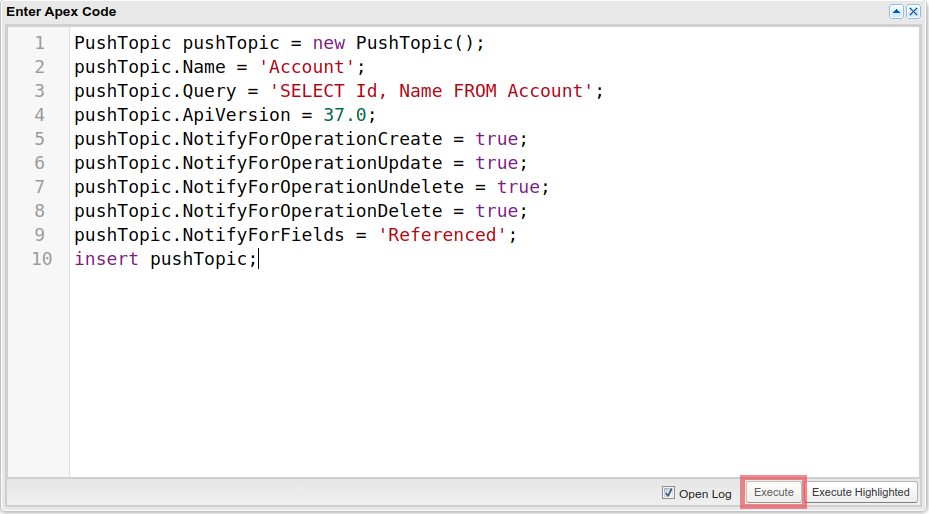 Enter Apex Code
1 PushTopic pushTopic = new PushTopic();
2 pushTopic.Name = 'Account';
3 pushTopic.Query = 'SELECT Id, Name FROM Account';
4 pushTopic.ApiVersion = 37.0;
5 pushTopic.NotifyForOperationCreate = true;
6 pushTopic.NotifyForOperationUpdate = true;
7 pushTopic.NotifyForOperationUndelete = true;
8 pushTopic.NotifyForOperationDelete = true;
9 pushTopic.NotifyForFields = 'Referenced';
10 insert pushTopic;
Open Log Execute Execute Highlighted